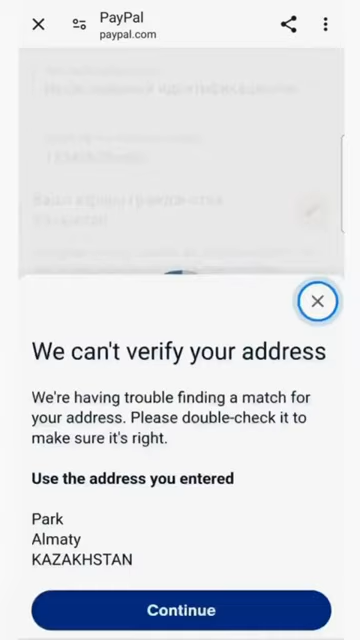 PayPal
paypal.com
We can't verify your address
We're having trouble finding a match for
your address. Please double-check it to
make sure it's right.
Use the address you entered
Park
Almaty
KAZAKHSTAN
Continue